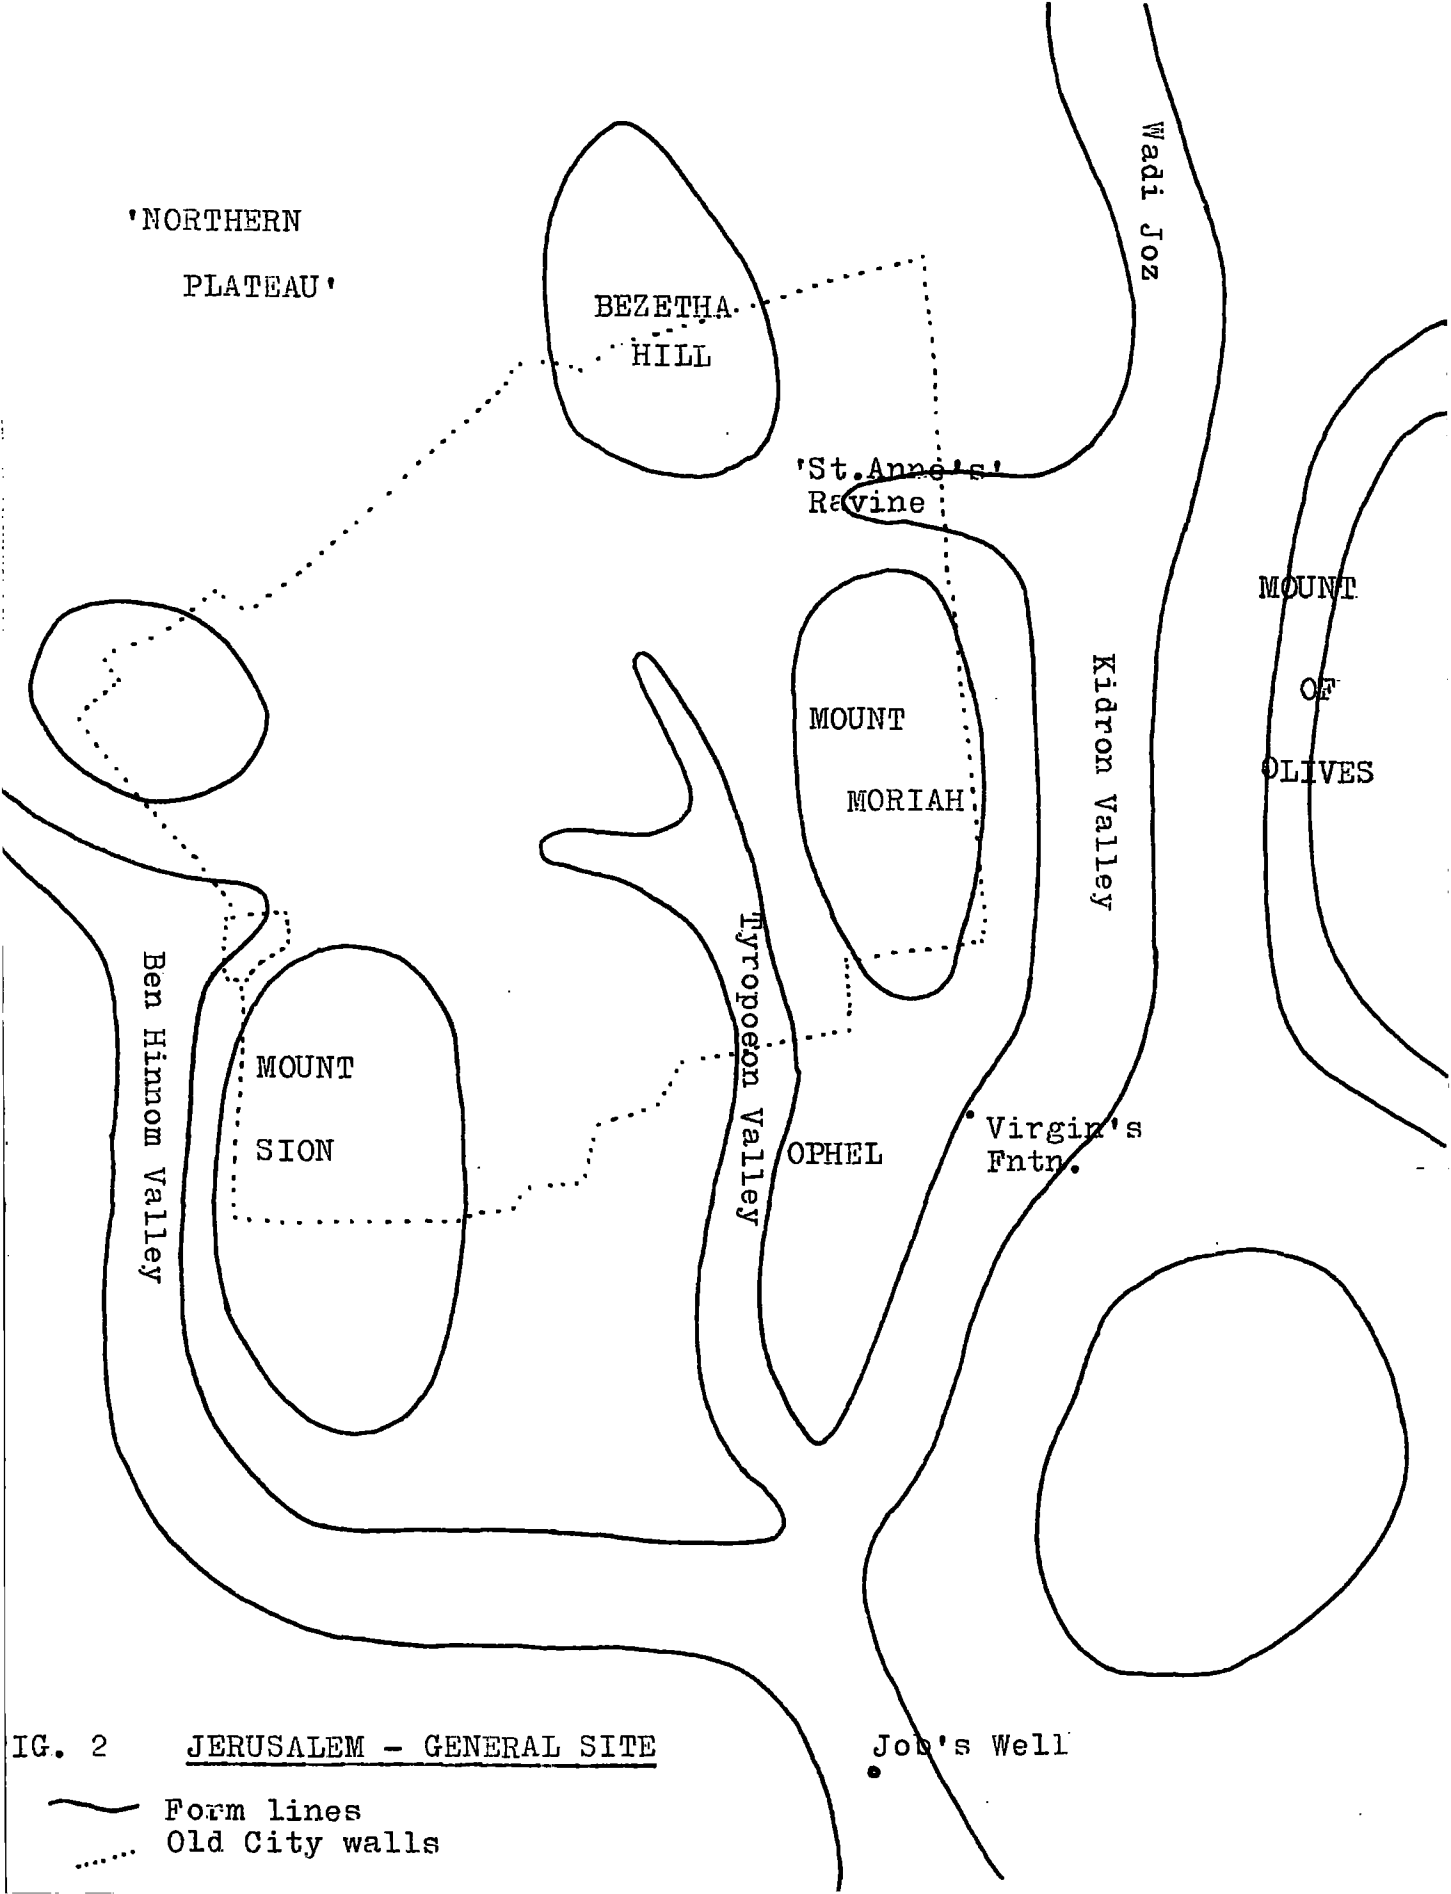 Wadi Joz
'NORTHERN
PLATEAU'
BEZETHA
HILL
'St.Anne's'
Ravine
MOUNT
OF
OLIVES
Kidron Valley
MOUNT
MORIAH
Tyropoeon Valley
Ben Hinnom Valley
MOUNT
SION
OPHEL
Virgin's
Fntn.
IG. 2 JERUSALEM - GENERAL SITE
Job's Well
Form lines
Old City walls